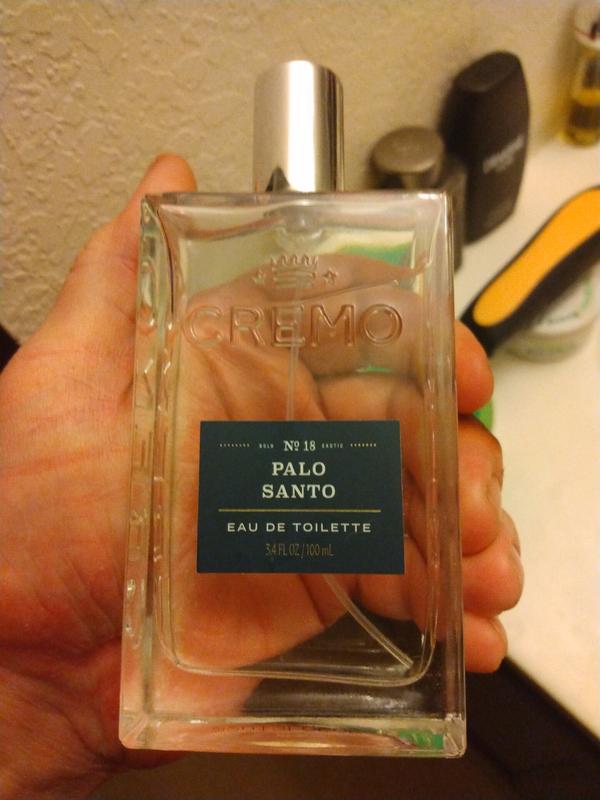 CREMO
BOLD Nº 18 EXOTIC
PALO
SANTO
EAU DE TOILETTE
3.4 FL OZ / 100 mL